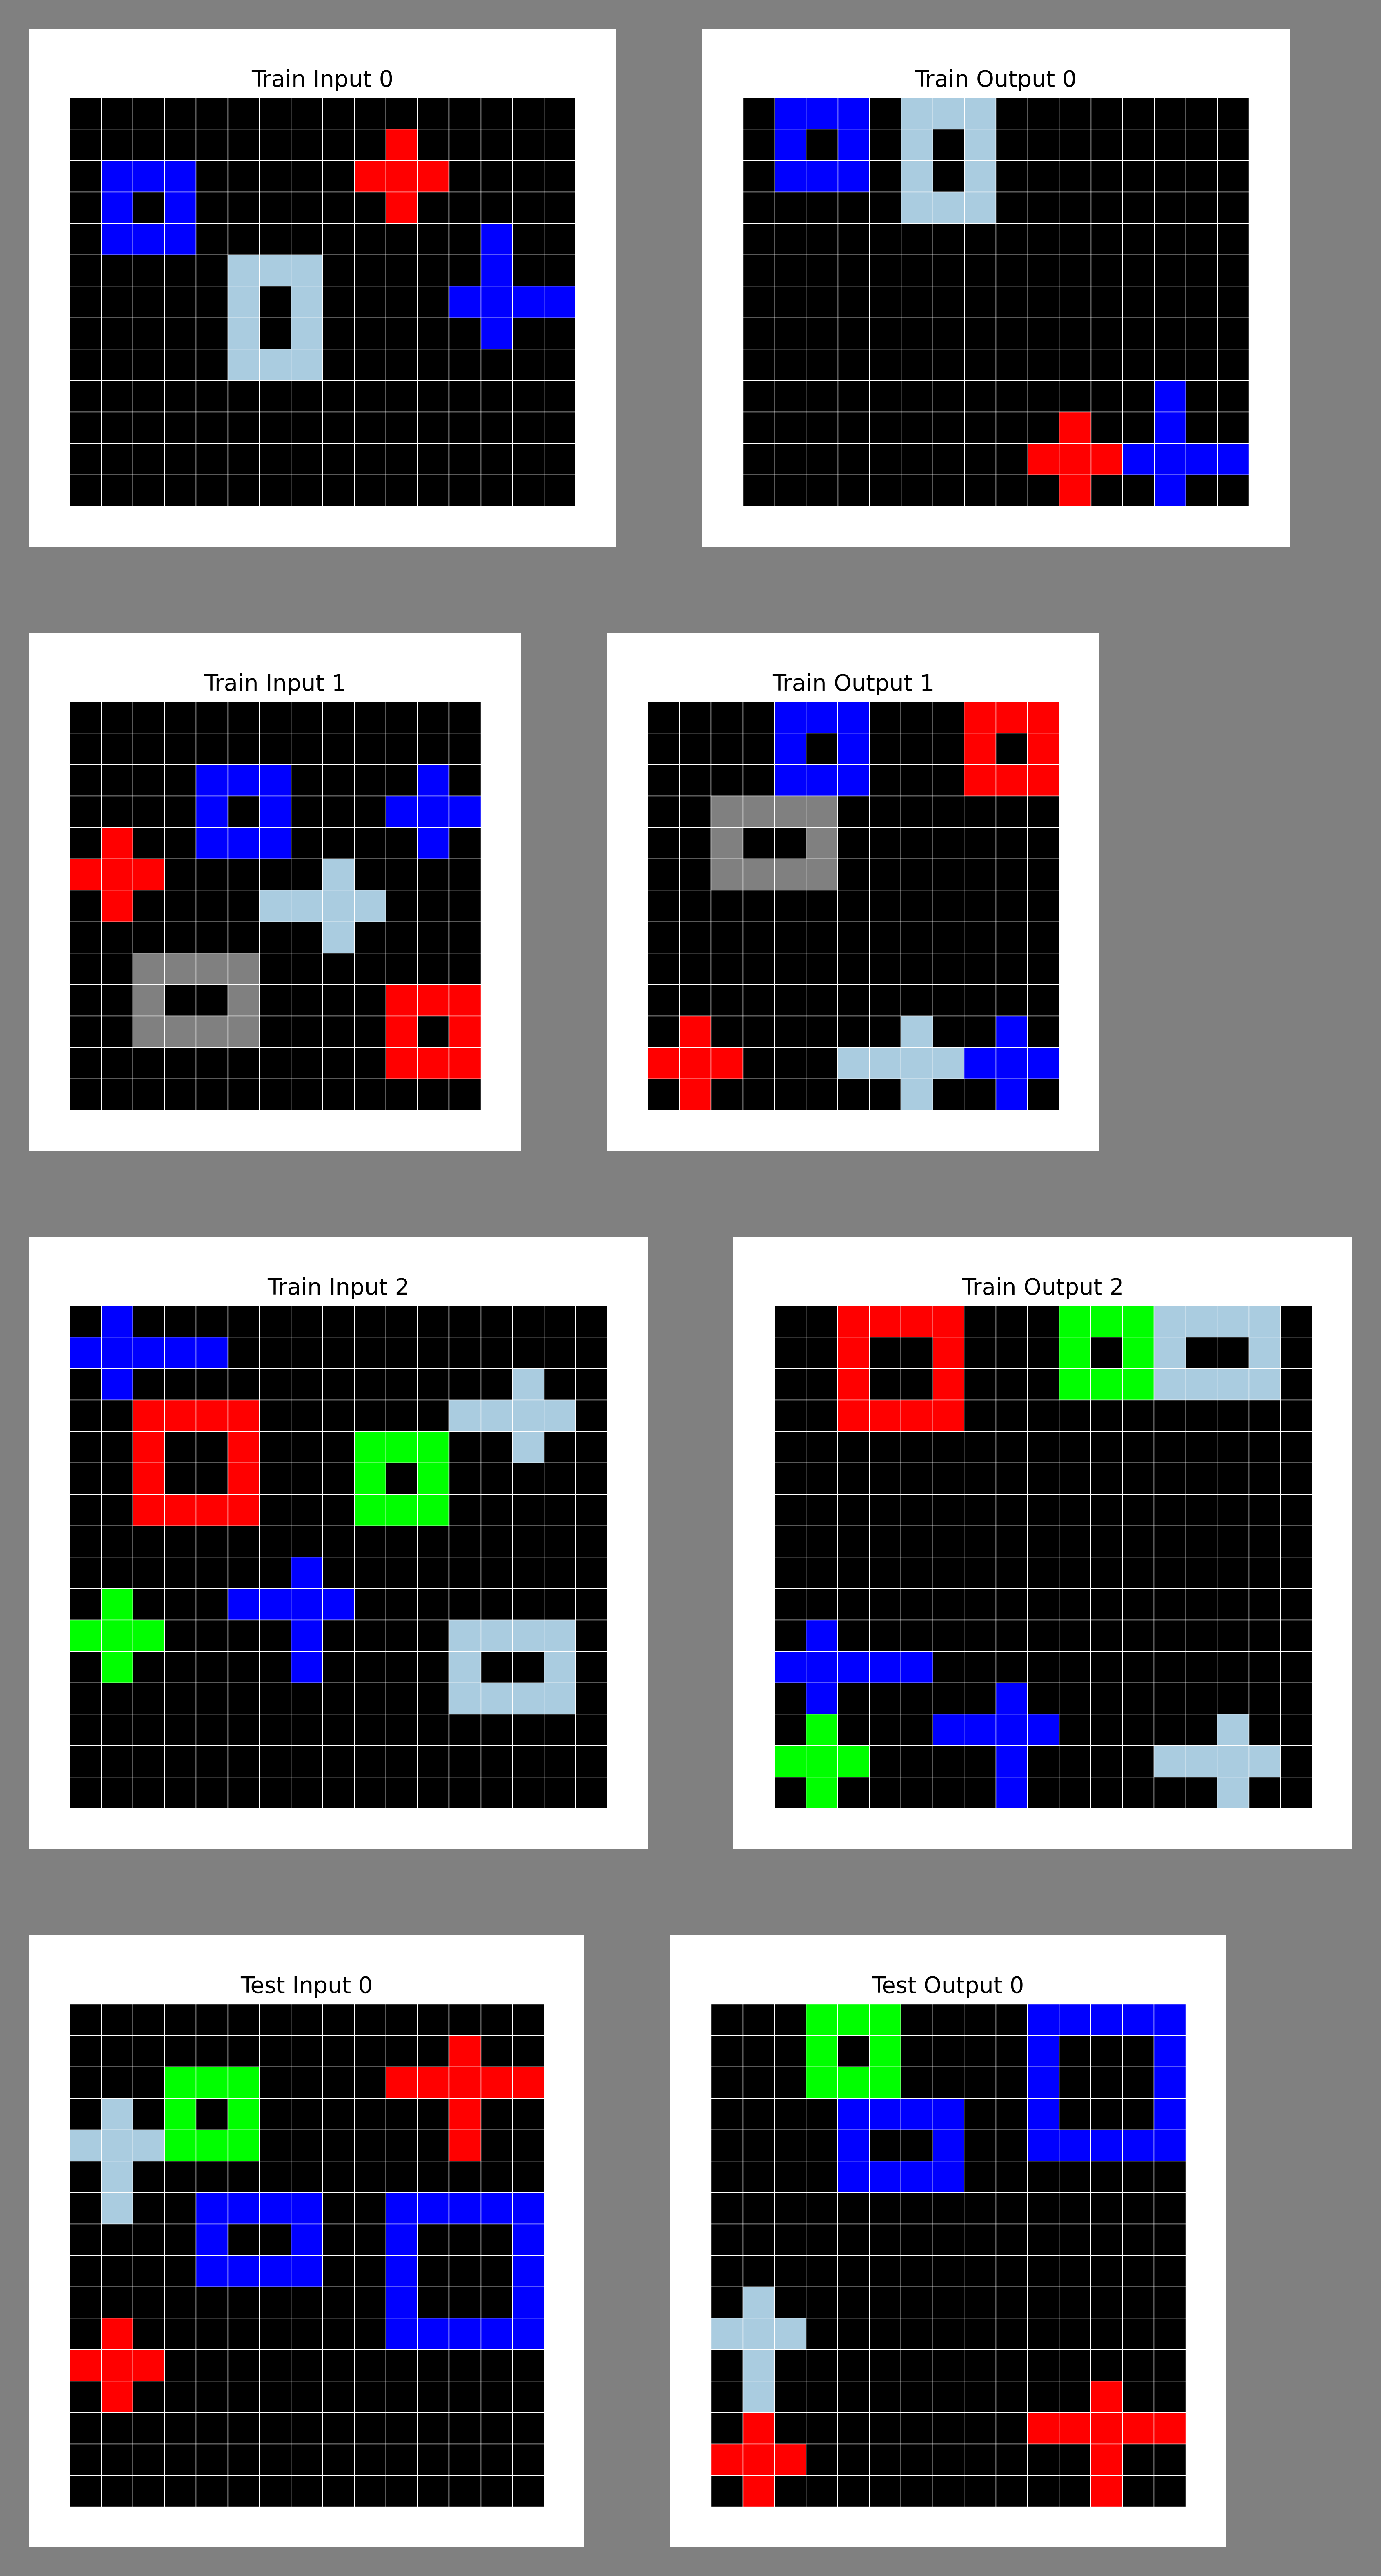 Train Input 0
Train Output 0
Train Input 1
Train Output 1
Train Input 2
Train Output 2
Test Input 0
Test Output 0